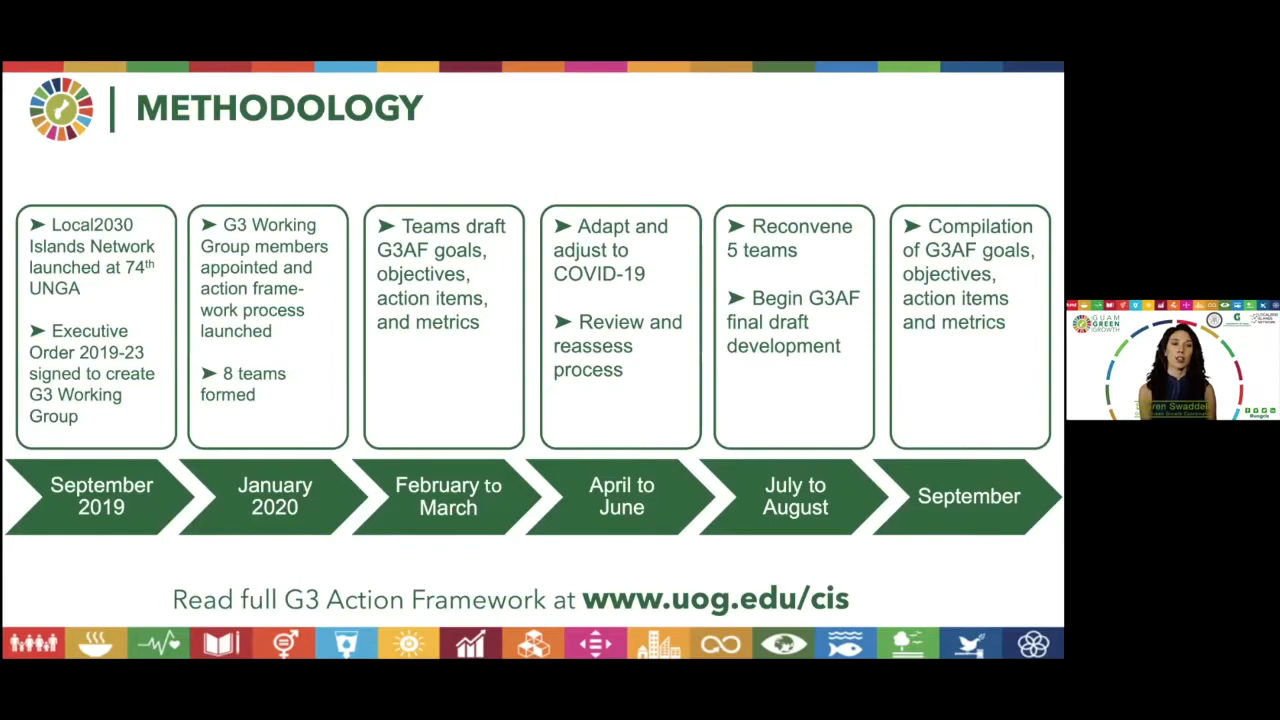 METHODOLOGY
➤ Local2030
Islands Network
launched at 74th
UNGA
➤ Executive
Order 2019-23
signed to create
G3 Working
Group
➤ G3 Working
Group members
appointed and
action frame-
work process
launched
➤ 8 teams
formed
➤ Teams draft
G3AF goals,
objectives,
action items,
and metrics
➤ Adapt and
adjust to
COVID-19
➤ Review and
reassess
process
➤ Reconvene
5 teams
➤ Begin G3AF
final draft
development
➤ Compilation
of G3AF goals,
objectives,
action items
and metrics
September
2019
January
2020
February to
March
April to
June
July to
August
September
Read full G3 Action Framework at www.uog.edu/cis
GUAM
GREEN
GROWTH